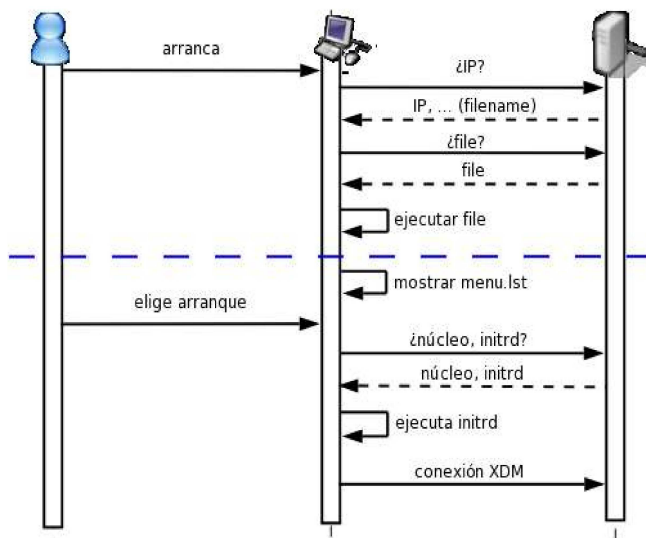 arranca
¿IP?
IP, ... (filename)
¿file?
file
ejecutar file
mostrar menu.lst
elige arranque
¿núcleo, initrd?
núcleo, initrd
ejecuta initrd
conexión XDM